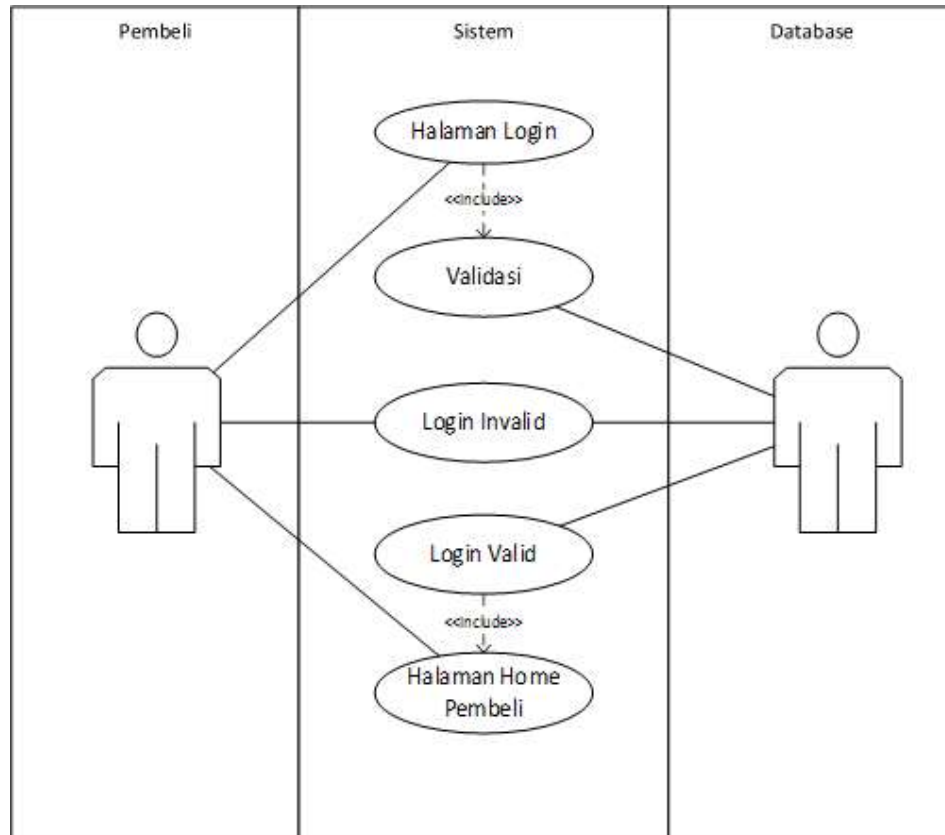 Pembeli
Sistem
Database
Halaman Login
<<Include>>
Validasi
Login Invalid
Login Valid
<<Include>>
Halaman Home
Pembeli